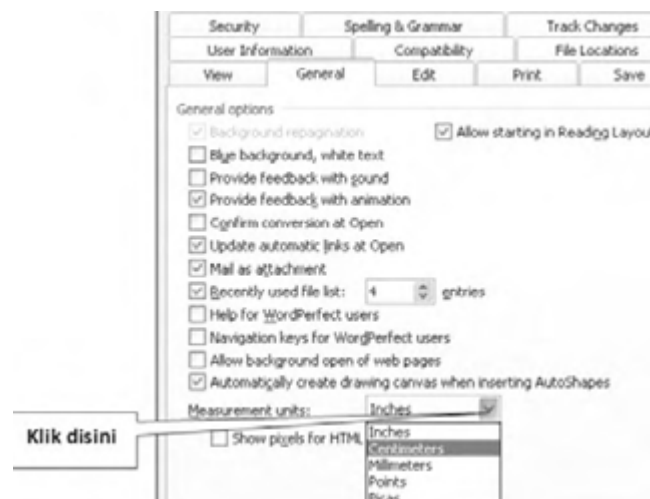 Security Spelling & Grammar Track Changes
User Information Compatibility File Locations
View General Edit Print Save
General options
Background repagination Allow starting in Reading Layou
Blue background, white text
Provide feedback with sound
Provide feedback with animation
Confirm conversion at Open
Update automatic links at Open
Mail as attachment
Recently used file list: 4 entries
Help for WordPerfect users
Navigation keys for WordPerfect users
Allow background open of web pages
Automatically create drawing canvas when inserting AutoShapes
Measurement units: Inches
Klik disini
Show pixels for HTML
Inches
Centimeters
Millimeters
Points
Picas